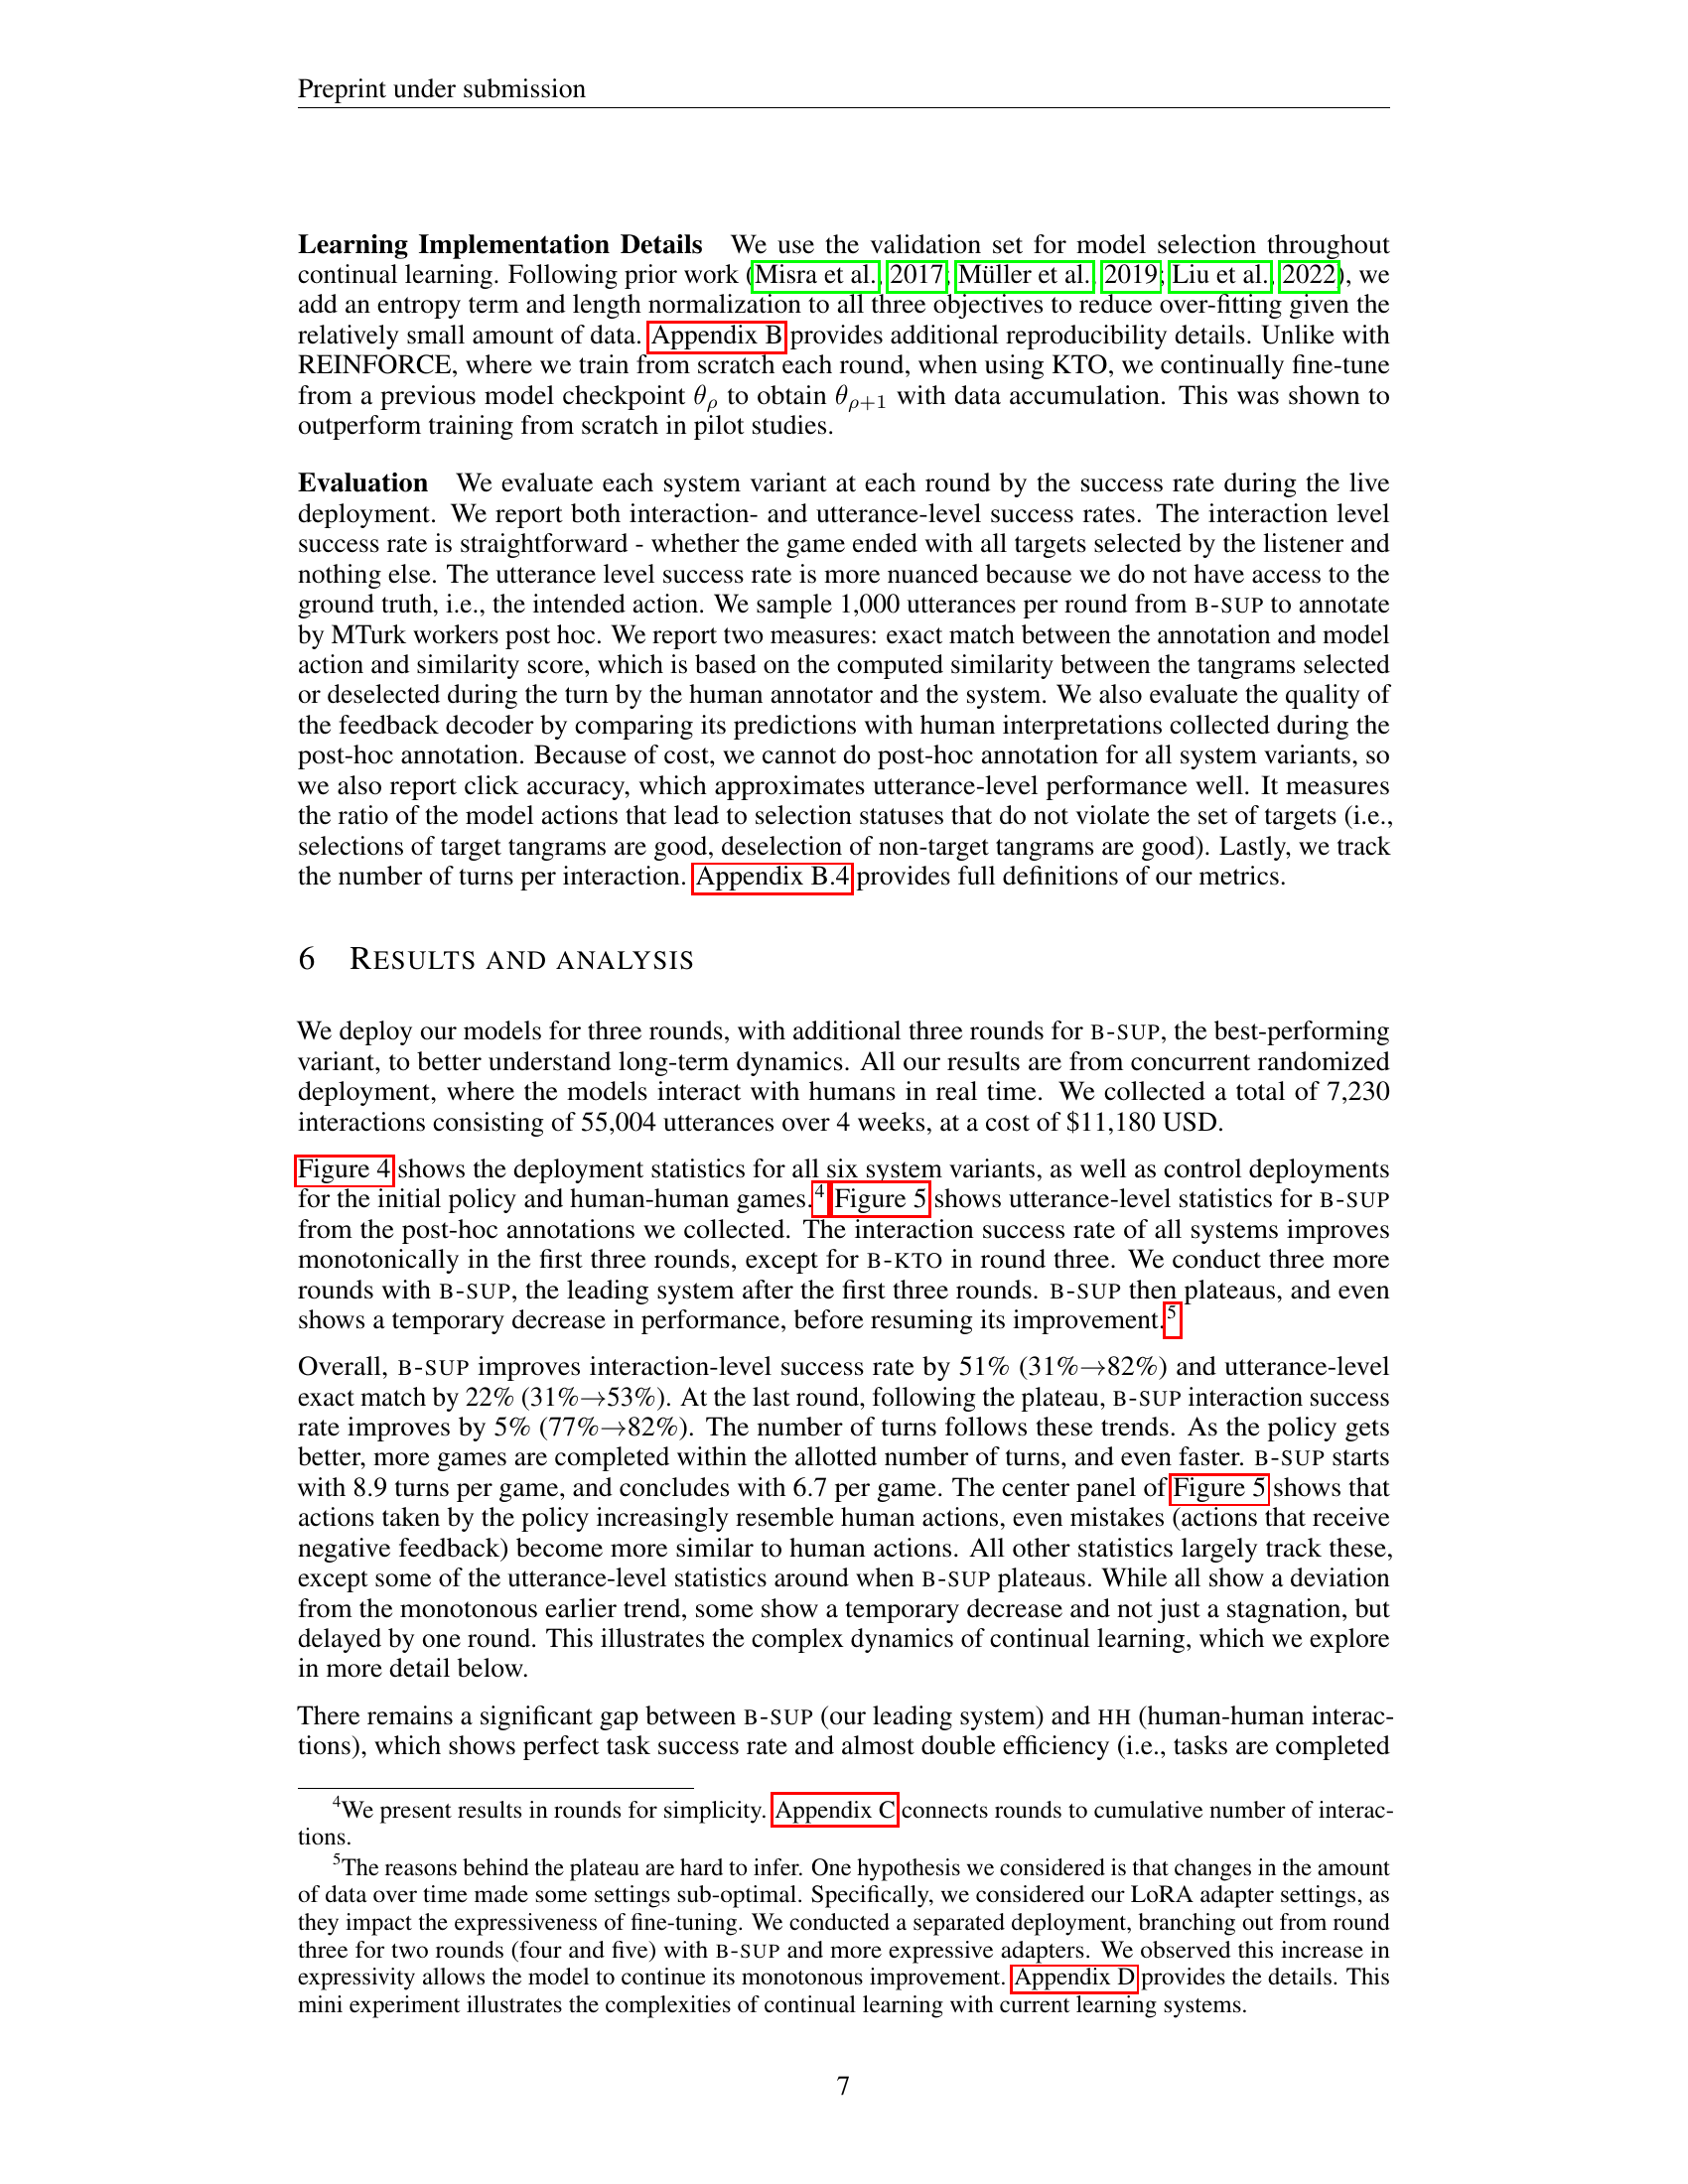 Preprint under submission
Learning Implementation Details We use the validation set for model selection throughout
continual learning. Following prior work (Misra et al., 2017; Müller et al., 2019; Liu et al., 2022), we
add an entropy term and length normalization to all three objectives to reduce over-fitting given the
relatively small amount of data. Appendix B provides additional reproducibility details. Unlike with
REINFORCE, where we train from scratch each round, when using KTO, we continually fine-tune
from a previous model checkpoint θρ to obtain θρ+1 with data accumulation. This was shown to
outperform training from scratch in pilot studies.
Evaluation We evaluate each system variant at each round by the success rate during the live
deployment. We report both interaction- and utterance-level success rates. The interaction level
success rate is straightforward - whether the game ended with all targets selected by the listener and
nothing else. The utterance level success rate is more nuanced because we do not have access to the
ground truth, i.e., the intended action. We sample 1,000 utterances per round from B-SUP to annotate
by MTurk workers post hoc. We report two measures: exact match between the annotation and model
action and similarity score, which is based on the computed similarity between the tangrams selected
or deselected during the turn by the human annotator and the system. We also evaluate the quality of
the feedback decoder by comparing its predictions with human interpretations collected during the
post-hoc annotation. Because of cost, we cannot do post-hoc annotation for all system variants, so
we also report click accuracy, which approximates utterance-level performance well. It measures
the ratio of the model actions that lead to selection statuses that do not violate the set of targets (i.e.,
selections of target tangrams are good, deselection of non-target tangrams are good). Lastly, we track
the number of turns per interaction. Appendix B.4 provides full definitions of our metrics.
6 RESULTS AND ANALYSIS
We deploy our models for three rounds, with additional three rounds for B-SUP, the best-performing
variant, to better understand long-term dynamics. All our results are from concurrent randomized
deployment, where the models interact with humans in real time. We collected a total of 7,230
interactions consisting of 55,004 utterances over 4 weeks, at a cost of $11,180 USD.
Figure 4 shows the deployment statistics for all six system variants, as well as control deployments
for the initial policy and human-human games.4 Figure 5 shows utterance-level statistics for B-SUP
from the post-hoc annotations we collected. The interaction success rate of all systems improves
monotonically in the first three rounds, except for B-KTO in round three. We conduct three more
rounds with B-SUP, the leading system after the first three rounds. B-SUP then plateaus, and even
shows a temporary decrease in performance, before resuming its improvement.5
Overall, B-SUP improves interaction-level success rate by 51% (31%→82%) and utterance-level
exact match by 22% (31%→53%). At the last round, following the plateau, B-SUP interaction success
rate improves by 5% (77%→82%). The number of turns follows these trends. As the policy gets
better, more games are completed within the allotted number of turns, and even faster. B-SUP starts
with 8.9 turns per game, and concludes with 6.7 per game. The center panel of Figure 5 shows that
actions taken by the policy increasingly resemble human actions, even mistakes (actions that receive
negative feedback) become more similar to human actions. All other statistics largely track these,
except some of the utterance-level statistics around when B-SUP plateaus. While all show a deviation
from the monotonous earlier trend, some show a temporary decrease and not just a stagnation, but
delayed by one round. This illustrates the complex dynamics of continual learning, which we explore
in more detail below.
There remains a significant gap between B-SUP (our leading system) and HH (human-human interac-
tions), which shows perfect task success rate and almost double efficiency (i.e., tasks are completed
4We present results in rounds for simplicity. Appendix C connects rounds to cumulative number of interac-
tions.
5The reasons behind the plateau are hard to infer. One hypothesis we considered is that changes in the amount
of data over time made some settings sub-optimal. Specifically, we considered our LoRA adapter settings, as
they impact the expressiveness of fine-tuning. We conducted a separated deployment, branching out from round
three for two rounds (four and five) with B-SUP and more expressive adapters. We observed this increase in
expressivity allows the model to continue its monotonous improvement. Appendix D provides the details. This
mini experiment illustrates the complexities of continual learning with current learning systems.
7